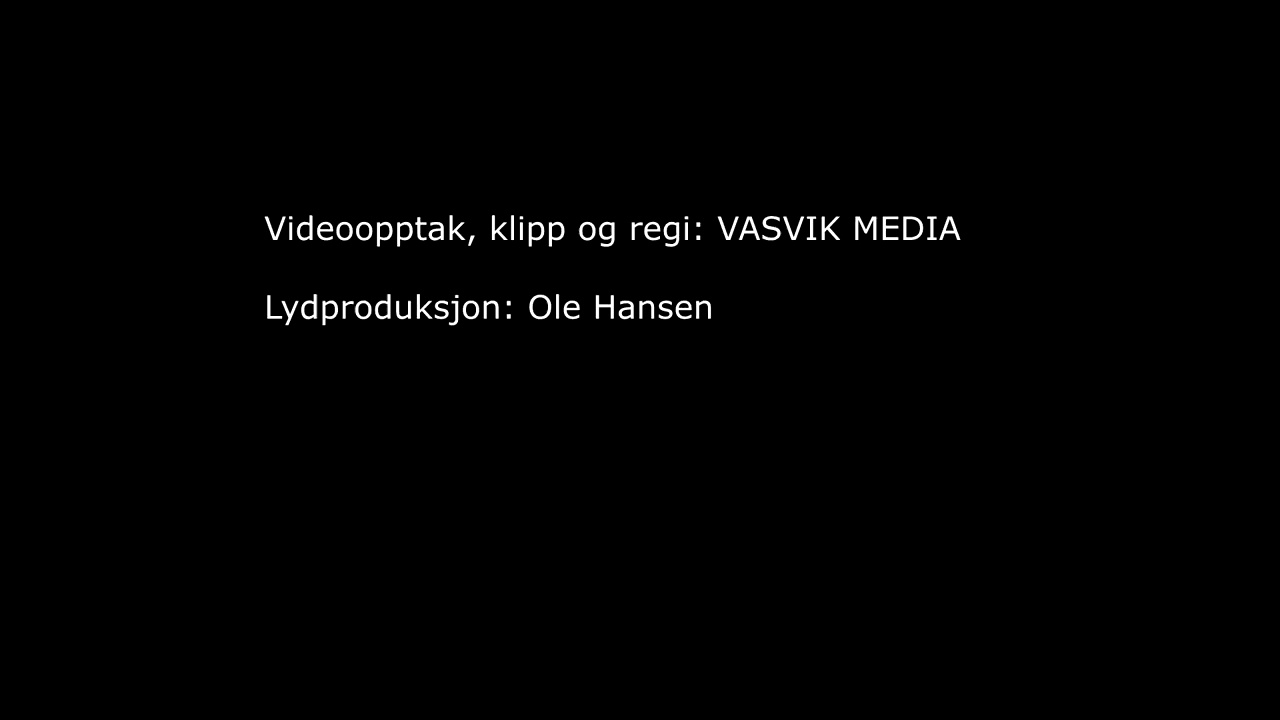 Videoopptak, klipp og regi: VASVIK MEDIA
Lydproduksjon: Ole Hansen